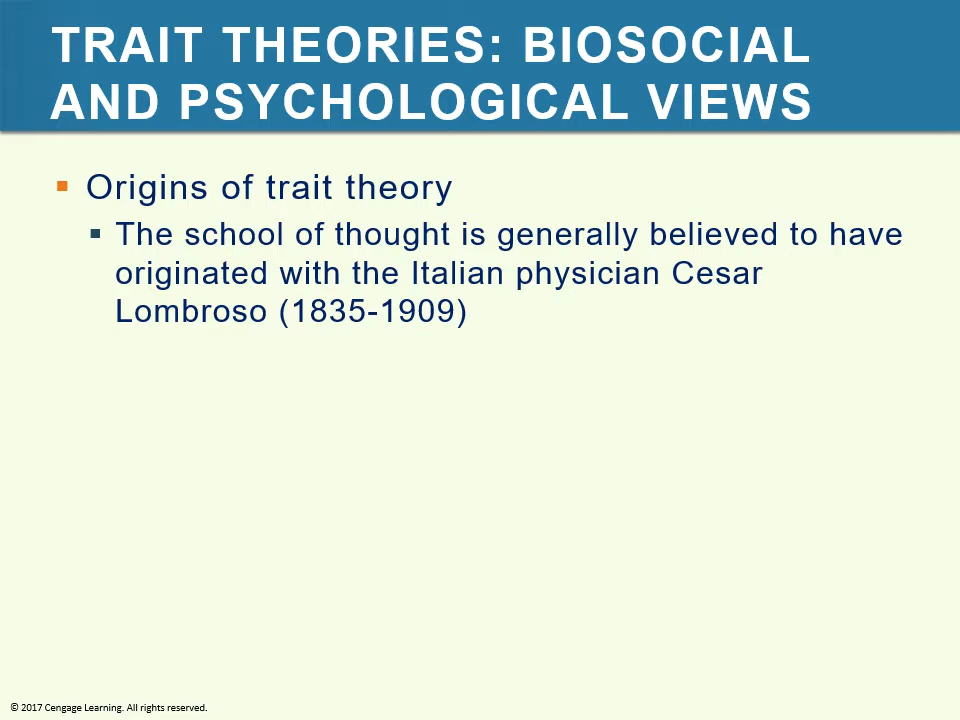 TRAIT THEORIES: BIOSOCIAL
AND PSYCHOLOGICAL VIEWS
Origins of trait theory
The school of thought is generally believed to have
originated with the Italian physician Cesar
Lombroso (1835-1909)
© 2017 Cengage Learning. All rights reserved.